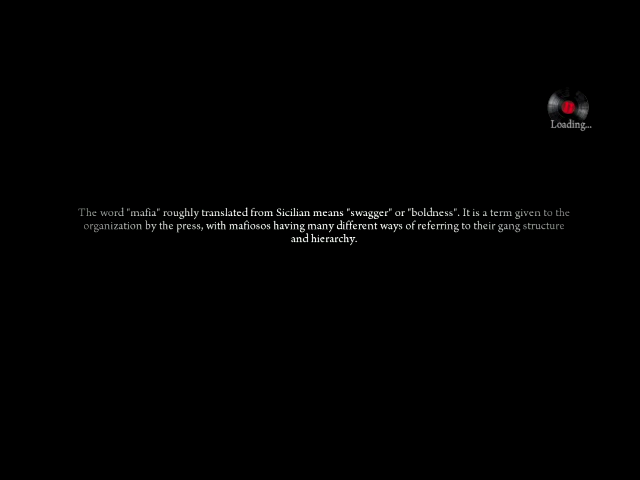 Loading...
The word "mafia" roughly translated from Sicilian means "swagger" or "boldness". It is a term given to the
organization by the press, with mafiosos having many different ways of referring to their gang structure
and hierarchy.